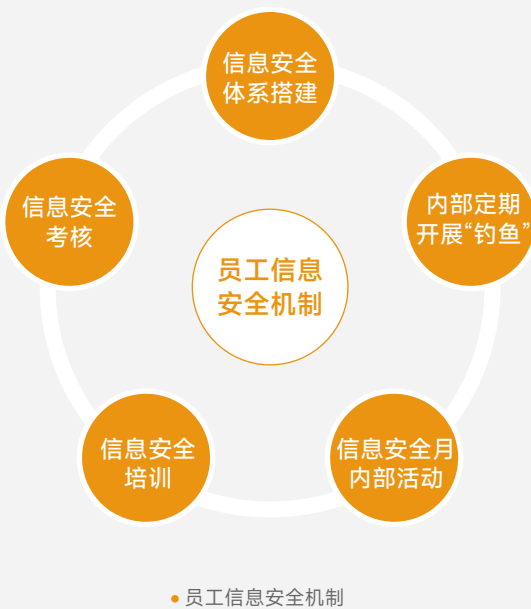 信息安全
体系搭建
内部定期
开展“钓鱼”
信息安全月
内部活动
信息安全
培训
信息安全
考核
员工信息
安全机制
● 员工信息安全机制